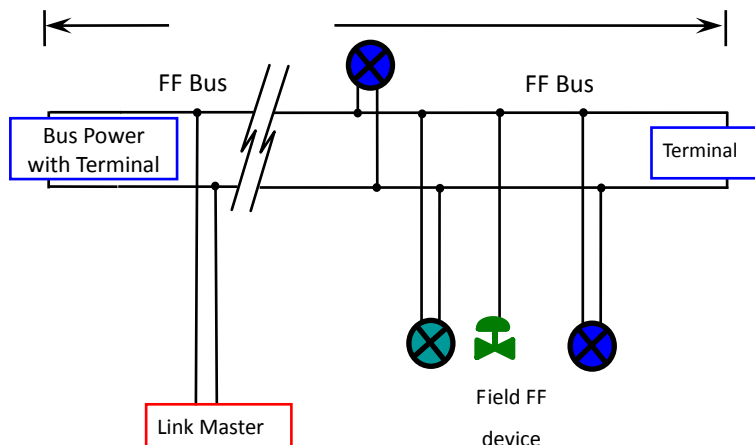 FF Bus
FF Bus
Bus Power
with Terminal
Terminal
Field FF
device
Link Master